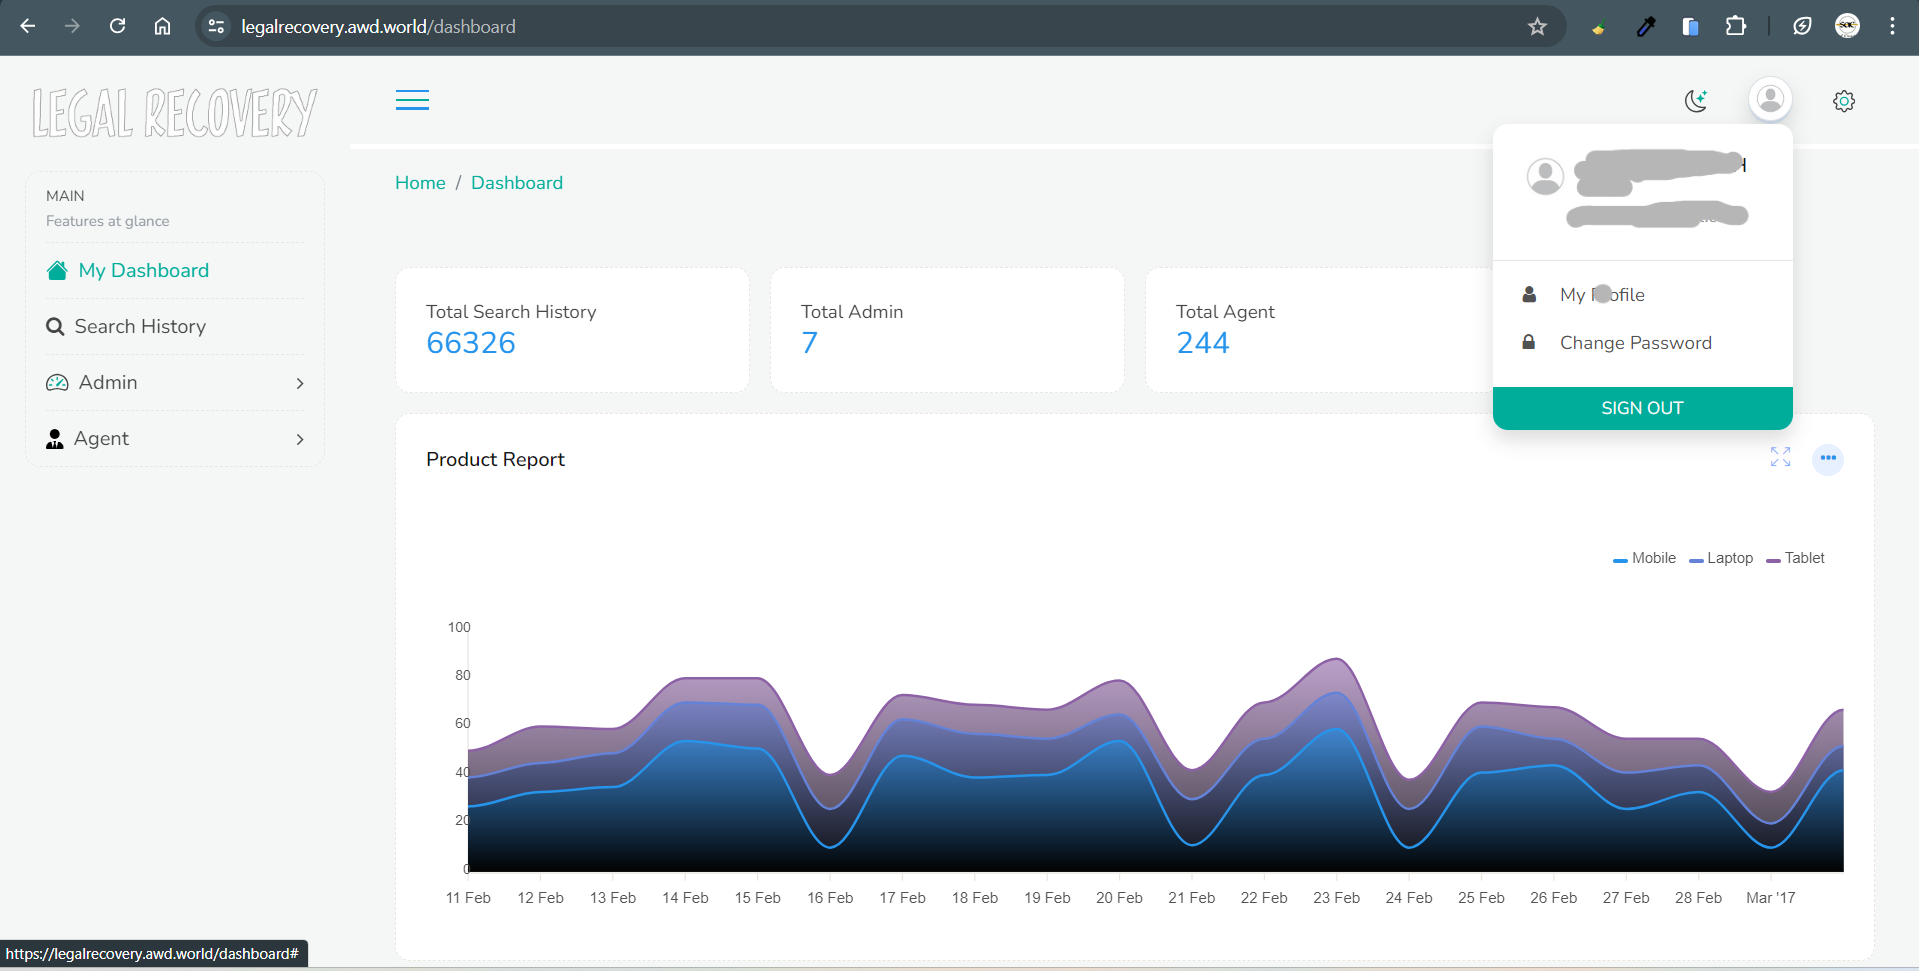 legalrecovery.awd.world/dashboard
LEGAL RECOVERY
MAIN
Features at glance
My Dashboard
Search History
Admin
Agent
Home / Dashboard
Total Search History
66326
Total Admin
7
Total Agent
244
My
Change Password
SIGN OUT
Product Report
Mobile Laptop Tablet
100
80
60
40
20
0
11 Feb 12 Feb 13 Feb 14 Feb 15 Feb 16 Feb 17 Feb 18 Feb 19 Feb 20 Feb 21 Feb 22 Feb 23 Feb 24 Feb 25 Feb 26 Feb 27 Feb 28 Feb Mar '17
https://legalrecovery.awd.world/dashboard#